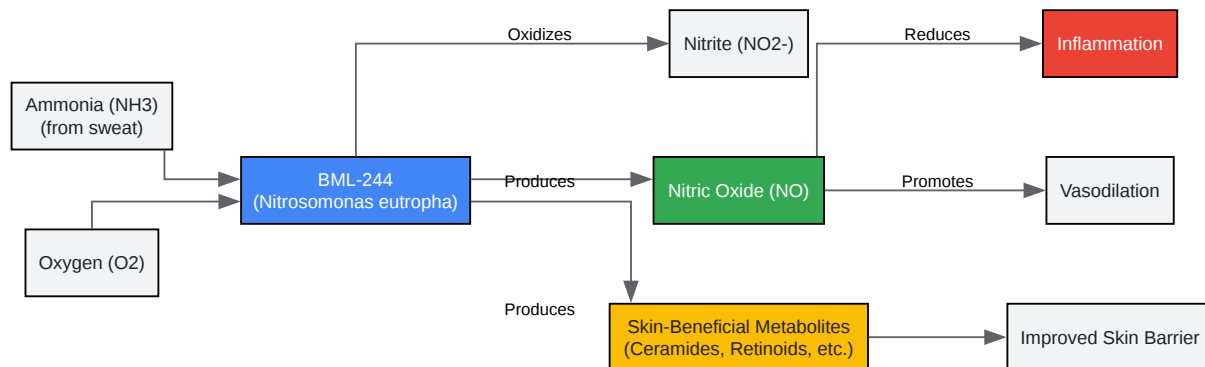 Oxidizes
Nitrite (NO2-)
Reduces
Inflammation
Ammonia (NH3)
(from sweat)
BML-244
(Nitrosomonas eutropha)
Produces
Nitric Oxide (NO)
Promotes
Vasodilation
Oxygen (O2)
Produces
Skin-Beneficial Metabolites
(Ceramides, Retinoids, etc.)
Improved Skin Barrier